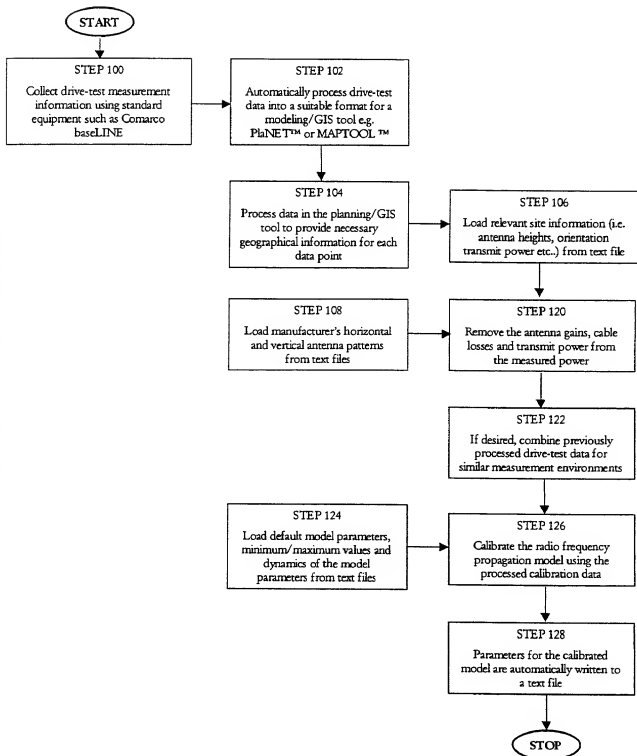 START
STEP 100
Collect drive-test measurement
information using standard
equipment such as Comarco
baseLINE
STEP 102
Automatically process drive-test
data into a suitable format for a
modeling/GIS tool e.g.
PlaNET™ or MAPTOOL ™
STEP 104
Process data in the planning/GIS
tool to provide necessary
geographical information for each
data point
STEP 106
Load relevant site information (i.e.
antenna heights, orientation
transmit power etc..) from text file
STEP 108
Load manufacturer's horizontal
and vertical antenna patterns
from text files
STEP 120
Remove the antenna gains, cable
losses and transmit power from
the measured power
STEP 122
If desired, combine previously
processed drive-test data for
similar measurement environments
STEP 124
Load default model parameters,
minimum/maximum values and
dynamics of the model
parameters from text files
STEP 126
Calibrate the radio frequency
propagation model using the
processed calibration data
STEP 128
Parameters for the calibrated
model are automatically written to
a text file
STOP